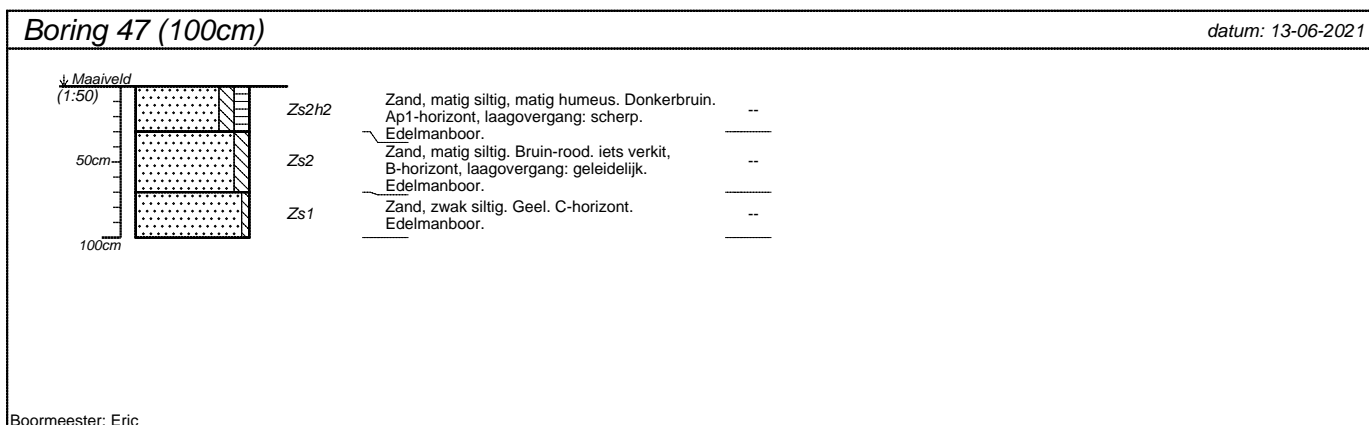 Boring 47 (100cm)
datum: 13-06-2021
Maaiveld
(1:50)
Zs2h2
Zand, matig siltig, matig humeus. Donkerbruin.
Ap1-horizont, laagovergang: scherp.
Edelmanboor.
--
50cm
Zs2
Zand, matig siltig. Bruin-rood. iets verkit,
B-horizont, laagovergang: geleidelijk.
Edelmanboor.
--
Zs1
Zand, zwak siltig. Geel. C-horizont.
Edelmanboor.
--
100cm
Boormeester: Eric